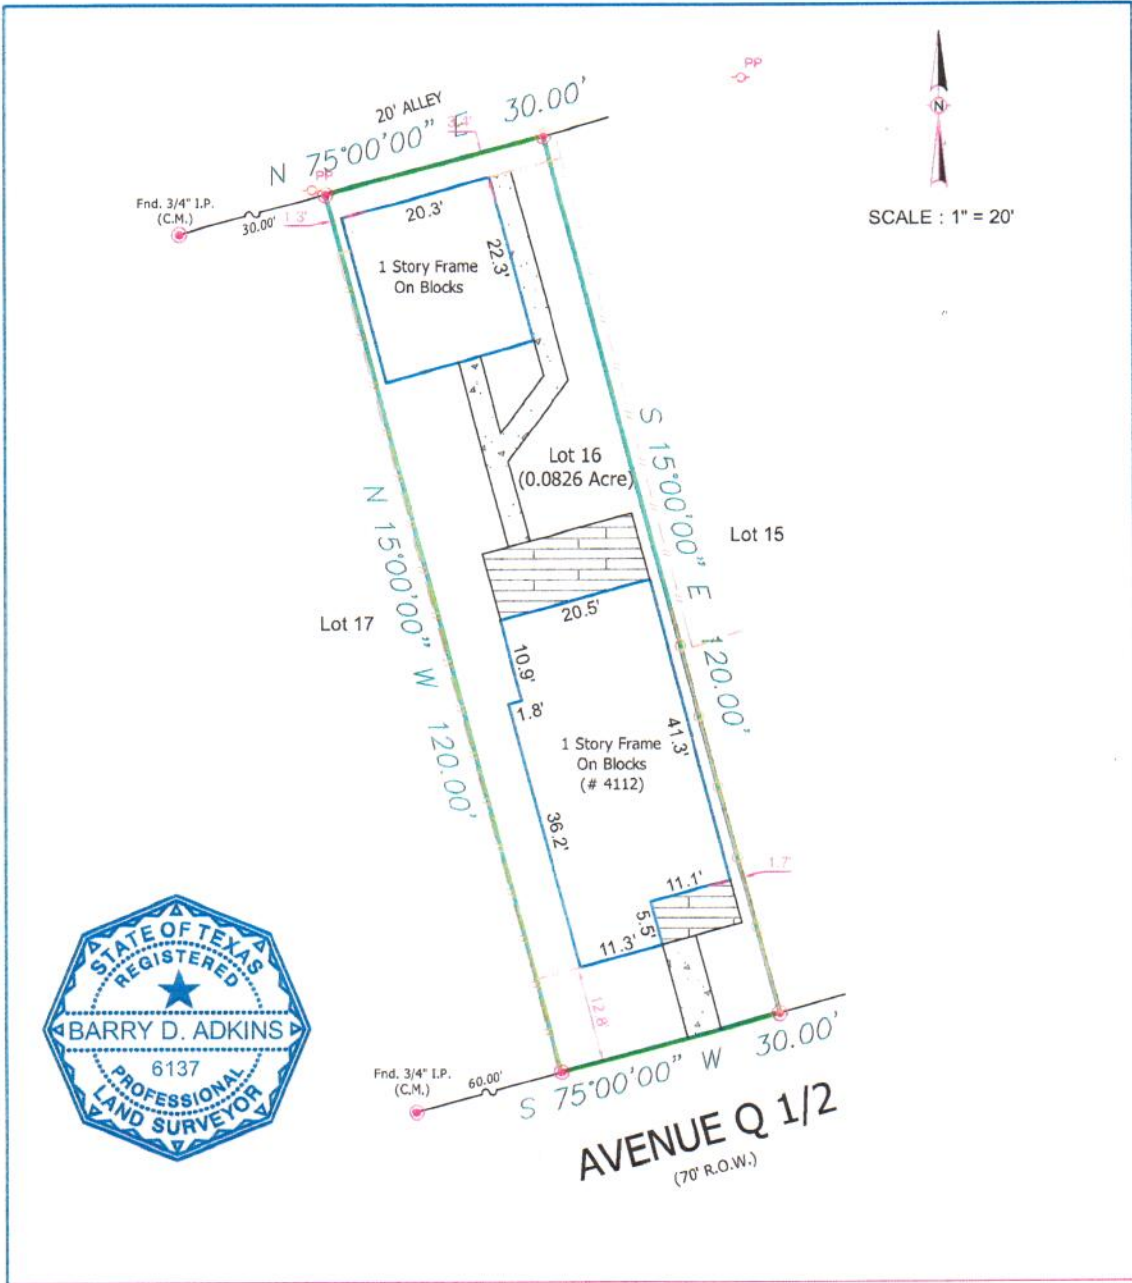 PP
20' ALLEY
N 75°00'00" E 30.00'
3.4'
N
PP
Fnd. 3/4" I.P.
(C.M.)
30.00'
1.3'
SCALE : 1" = 20'
20.3'
22.3'
1 Story Frame
On Blocks
Lot 16
(0.0826 Acre)
S 15°00'00" E 120.00'
Lot 15
N 15°00'00" W 120.00'
Lot 17
20.5'
10.9'
1.8'
41.3'
1 Story Frame
On Blocks
(# 4112)
36.2'
1.7'
11.1'
5.5'
11.3'
12.8'
STATE OF TEXAS
REGISTERED
BARRY D. ADKINS
6137
PROFESSIONAL
LAND SURVEYOR
Fnd. 3/4" I.P.
(C.M.)
60.00'
S 75°00'00" W 30.00'
AVENUE Q 1/2
(70' R.O.W.)